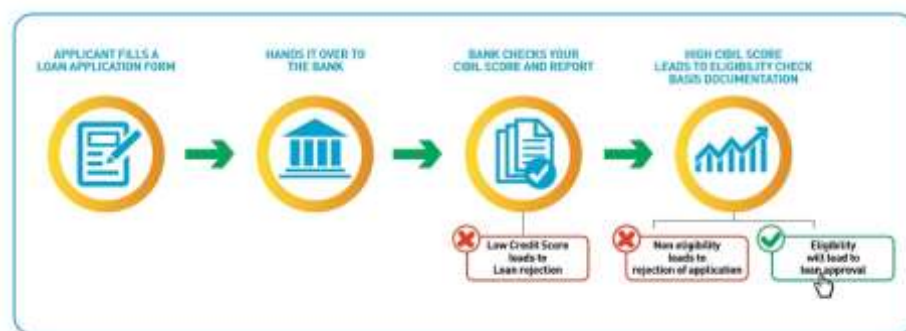 APPLICANT FILLS A
LOAN APPLICATION FORM
HANDS IT OVER TO
THE BANK
BANK CHECKS YOUR
CIBIL SCORE AND REPORT
HIGH CIBIL SCORE
LEADS TO ELIGIBILITY CHECK
BASIS DOCUMENTATION
Low Credit Score
leads to
Loan rejection
Non eligibility
leads to
rejection of application
Eligibility
will lead to
loan approval